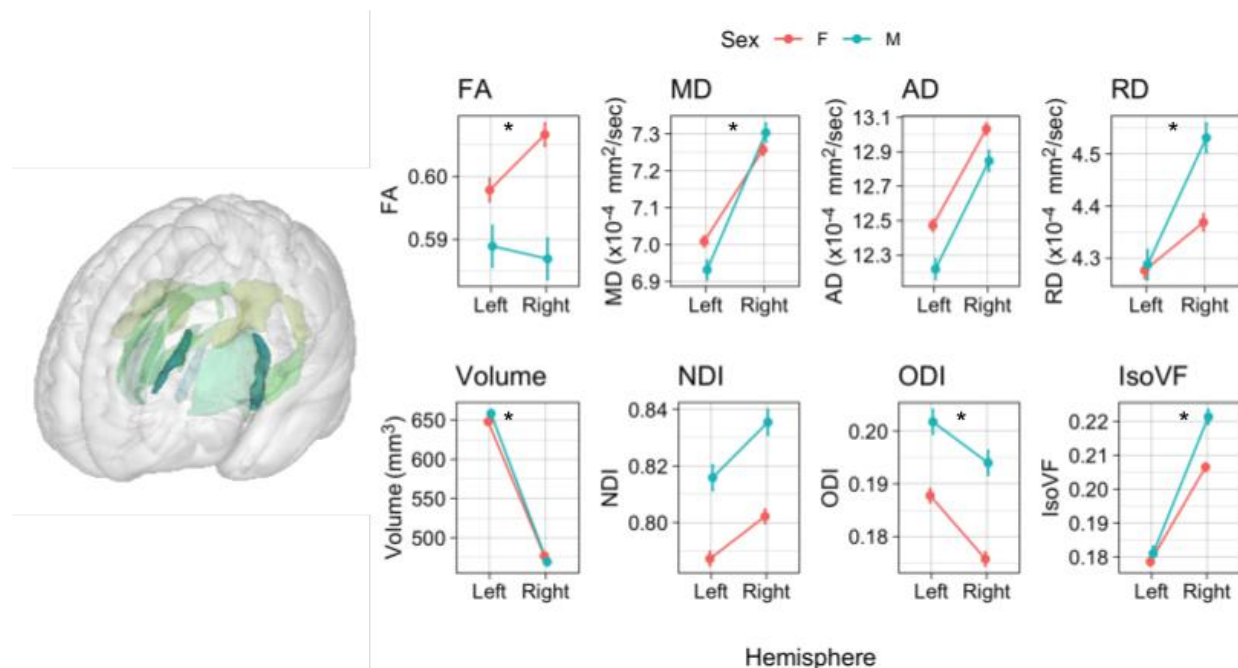 Sex F M
FA MD AD RD
FA
0.60
0.59
*
Left Right
MD (x10⁻⁴ mm²/sec)
7.3
7.2
7.1
7.0
6.9
*
Left Right
AD (x10⁻⁴ mm²/sec)
13.1
12.9
12.7
12.5
12.3
Left Right
RD (x10⁻⁴ mm²/sec)
4.5
4.4
4.3
*
Left Right
Volume NDI ODI IsoVF
Volume (mm³)
650
600
550
500
*
Left Right
NDI
0.84
0.82
0.80
Left Right
ODI
0.20
0.19
0.18
*
Left Right
IsoVF
0.22
0.21
0.20
0.19
0.18
*
Left Right
Hemisphere